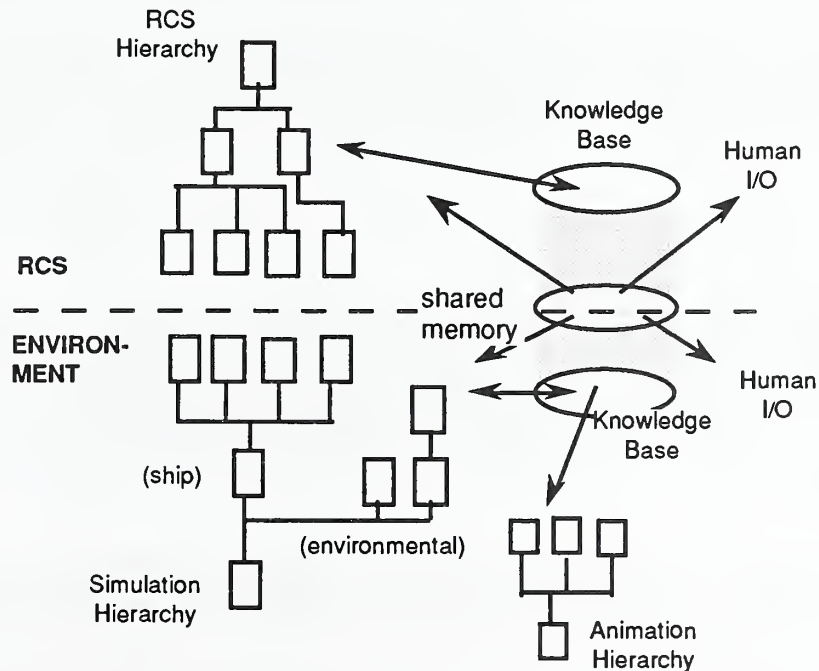 RCS
Hierarchy
Knowledge
Base
Human
I/O
RCS
shared
memory
ENVIRON-
MENT
Human
I/O
Knowledge
Base
(ship)
(environmental)
Simulation
Hierarchy
Animation
Hierarchy